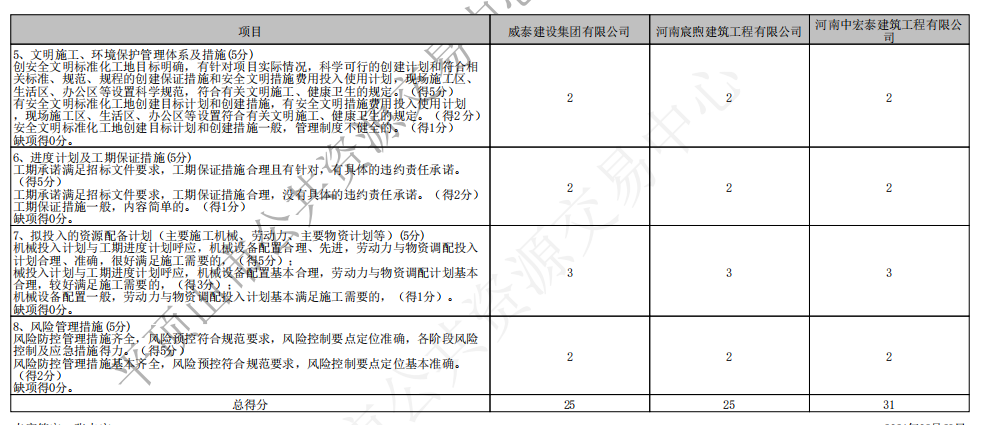 项目 威泰建设集团有限公司 河南宸煦建筑工程有限公司 河南中宏泰建筑工程有限公司
5、文明施工、环境保护管理体系及措施(5分)
创安全文明标准化工地目标明确，有针对项目实际情况，科学可行的创建计划和符合相
关标准、规范、规程的创建保证措施和安全文明措施费用投入使用计划，现场施工区、
生活区、办公区等设置科学规范，符合有关文明施工、健康卫生的规定。（得5分）
有安全文明标准化工地创建目标计划和创建措施，有安全文明措施费用投入使用计划
，现场施工区、生活区、办公区等设置符合有关文明施工、健康卫生的规定。（得2分）
安全文明标准化工地创建目标计划和创建措施一般，管理制度不健全的。（得1分）
缺项得0分。
2 2 2
6、进度计划及工期保证措施(5分)
工期承诺满足招标文件要求，工期保证措施合理且有针对，有具体的违约责任承诺。
（得5分）
工期承诺满足招标文件要求，工期保证措施合理，没有具体的违约责任承诺。（得2分）
工期保证措施一般，内容简单的。（得1分）
缺项得0分。
2 2 2
7、拟投入的资源配备计划（主要施工机械、劳动力、主要物资计划等）(5分)
机械投入计划与工期进度计划呼应，机械设备配置合理、先进，劳动力与物资调配投入
计划合理、准确，很好满足施工需要的，（得5分）；
械投入计划与工期进度计划呼应，机械设备配置基本合理，劳动力与物资调配计划基本
合理，较好满足施工需要的，（得3分）；
机械设备配置一般，劳动力与物资调配投入计划基本满足施工需要的，（得1分）。
缺项得0分。
3 3 3
8、风险管理措施(5分)
风险防控管理措施齐全，风险预控符合规范要求，风险控制要点定位准确，各阶段风险
控制及应急措施得力。（得5分）
风险防控管理措施基本齐全，风险预控符合规范要求，风险控制要点定位基本准确。
（得2分）
缺项得0分。
2 2 2
总得分 25 25 31
平顶山市公共资源交易中心
市公共资源交易中心